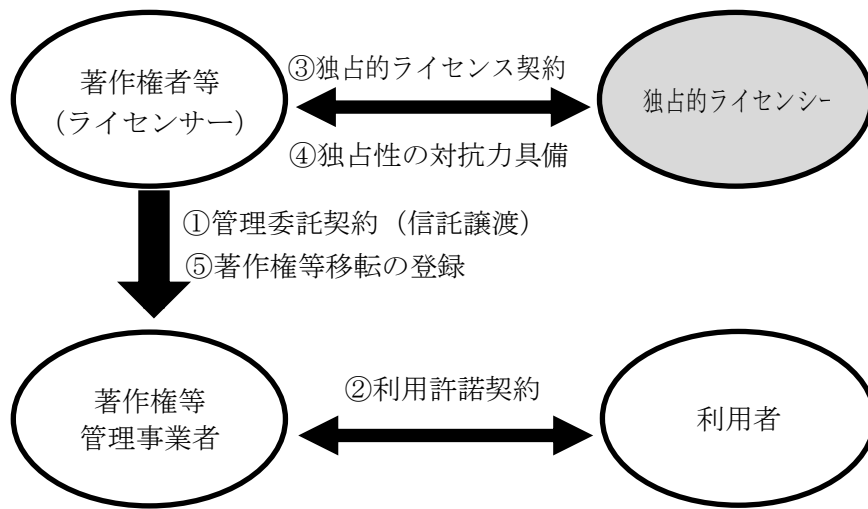 著作権者等
（ライセンサー）
③独占的ライセンス契約
④独占性の対抗力具備
独占的ライセンシー
①管理委託契約（信託譲渡）
⑤著作権等移転の登録
著作権等
管理事業者
②利用許諾契約
利用者